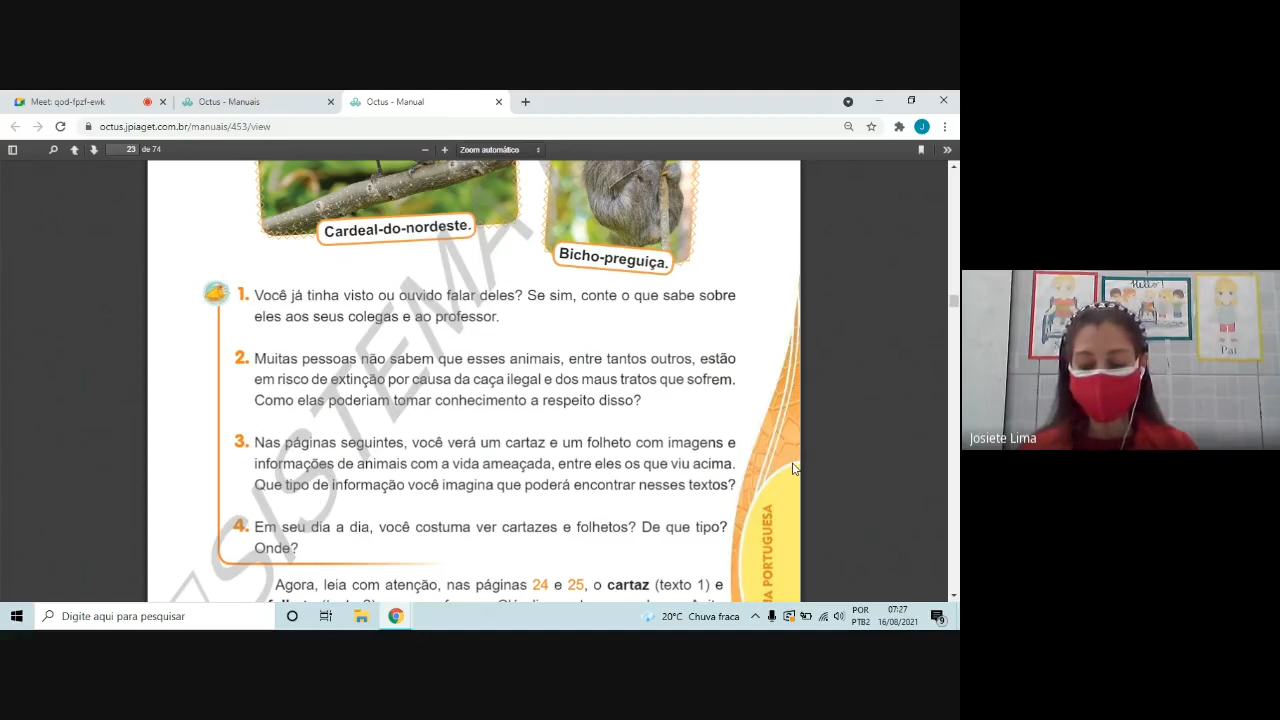 Meet: qod-fpzf-ewk
Octus - Manuais
Octus - Manual
octus.jpiaget.com.br/manuais/453/view
J
23 de 74
Zoom automático
Cardeal-do-nordeste.
Bicho-preguiça.
1. Você já tinha visto ou ouvido falar deles? Se sim, conte o que sabe sobre
eles aos seus colegas e ao professor.
2. Muitas pessoas não sabem que esses animais, entre tantos outros, estão
em risco de extinção por causa da caça ilegal e dos maus tratos que sofrem.
Como elas poderiam tomar conhecimento a respeito disso?
3. Nas páginas seguintes, você verá um cartaz e um folheto com imagens e
informações de animais com a vida ameaçada, entre eles os que viu acima.
Que tipo de informação você imagina que poderá encontrar nesses textos?
4. Em seu dia a dia, você costuma ver cartazes e folhetos? De que tipo?
Onde?
Agora, leia com atenção, nas páginas 24 e 25, o cartaz (texto 1) e
SISTEMA
PORTUGUESA
Digite aqui para pesquisar
20°C Chuva fraca
POR
PTB2
07:27
16/08/2021
9
Hello!
Pai
Josiete Lima